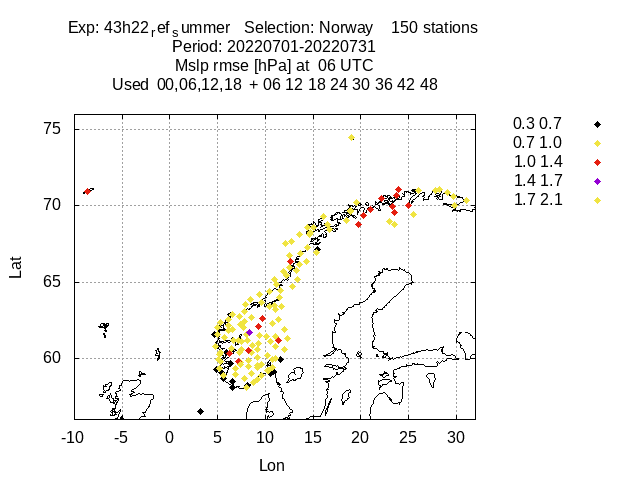 Exp: 43h22refsummer   Selection: Norway    150 stations
Period: 20220701-20220731
Mslp rmse [hPa] at  06 UTC
Used  00,06,12,18  + 06 12 18 24 30 36 42 48
75
70
65
60
Lat
-10 -5 0 5 10 15 20 25 30
Lon
0.3 0.7
0.7 1.0
1.0 1.4
1.4 1.7
1.7 2.1